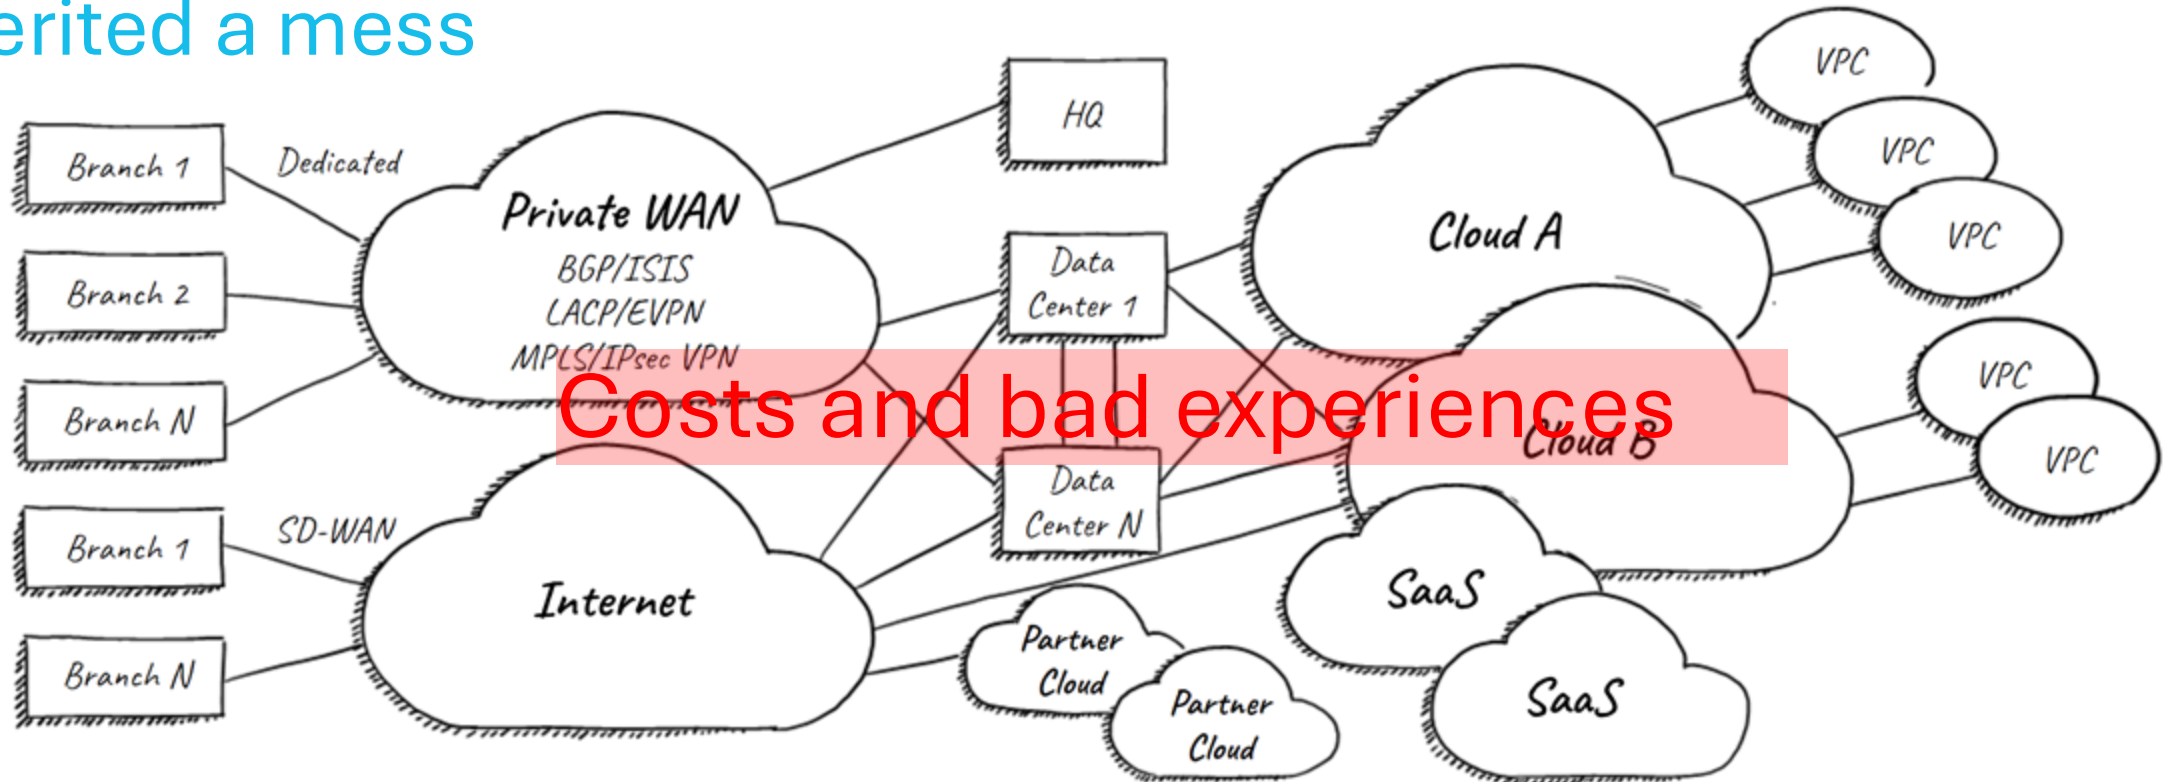 erited a mess
Branch 1
Branch 2
Branch N
Branch 1
Branch N
Dedicated
SD-WAN
Private WAN
BGP/ISIS
LACP/EVPN
MPLS/IPsec VPN
Internet
Costs and bad experiences
HQ
Data
Center 1
Data
Center N
Partner
Cloud
Partner
Cloud
Cloud A
Cloud B
SaaS
SaaS
VPC
VPC
VPC
VPC
VPC